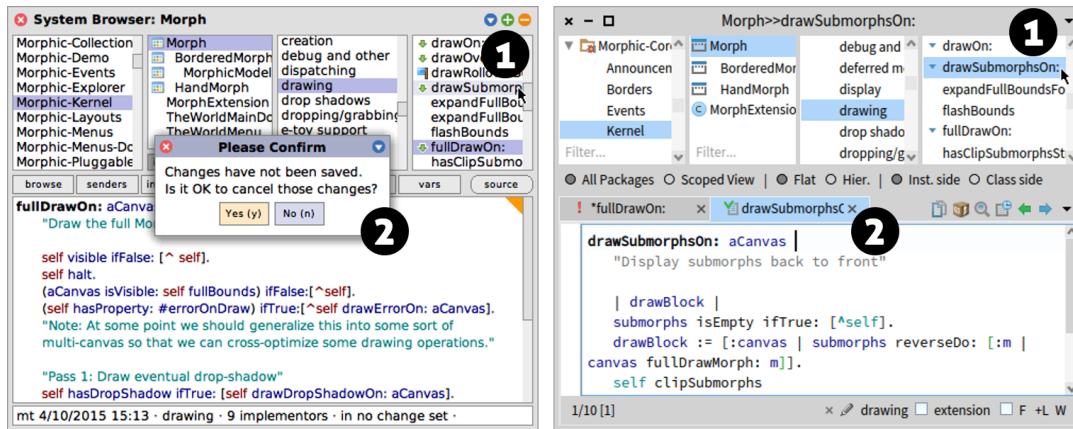 System Browser: Morph
Morphic-Collection
Morphic-Demo
Morphic-Events
Morphic-Explorer
Morphic-Kernel
Morphic-Layouts
Morphic-Menus
Morphic-Menus-Do
Morphic-Pluggable
Morph
BorderedMorph
MorphicModel
HandMorph
MorphExtension
TheWorldMainDo
TheWorldMenu
creation
debug and other
dispatching
drawing
drop shadows
dropping/grabbing
e-toy support
drawOn:
drawOv
drawRollo
drawSubmorp
expandFullBou
expandFullBou
flashBounds
fullDrawOn:
hasClipSubmo
1
Please Confirm
Changes have not been saved.
Is it OK to cancel those changes?
Yes (y) No (n)
2
browse senders in vars source
fullDrawOn: aCanva
"Draw the full Mo
self visible ifFalse: [^ self].
self halt.
(aCanvas isVisible: self fullBounds) ifFalse:[^self].
(self hasProperty: #errorOnDraw) ifTrue:[^self drawErrorOn: aCanvas].
"Note: At some point we should generalize this into some sort of
multi-canvas so that we can cross-optimize some drawing operations."
"Pass 1: Draw eventual drop-shadow"
self hasDropShadow ifTrue: [self drawDropShadowOn: aCanvas].
mt 4/10/2015 15:13 · drawing · 9 implementors · in no change set ·
Morph>>drawSubmorphsOn:
Morphic-Cor
Announcen
Borders
Events
Kernel
Filter...
Morph
BorderedMor
HandMorph
MorphExtensio
Filter...
debug and
deferred m
display
drawing
drop shado
dropping/g
drawOn:
drawSubmorphsOn:
expandFullBoundsFo
flashBounds
fullDrawOn:
hasClipSubmorphsSt
1
All Packages Scoped View | Flat Hier. | Inst. side Class side
! *fullDrawOn: × drawSubmorphsC ×
2
drawSubmorphsOn: aCanvas
"Display submorphs back to front"
| drawBlock |
submorphs isEmpty ifTrue: [^self].
drawBlock := [:canvas | submorphs reverseDo: [:m |
canvas fullDrawMorph: m]].
self clipSubmorphs
1/10 [1] × drawing extension F +L W